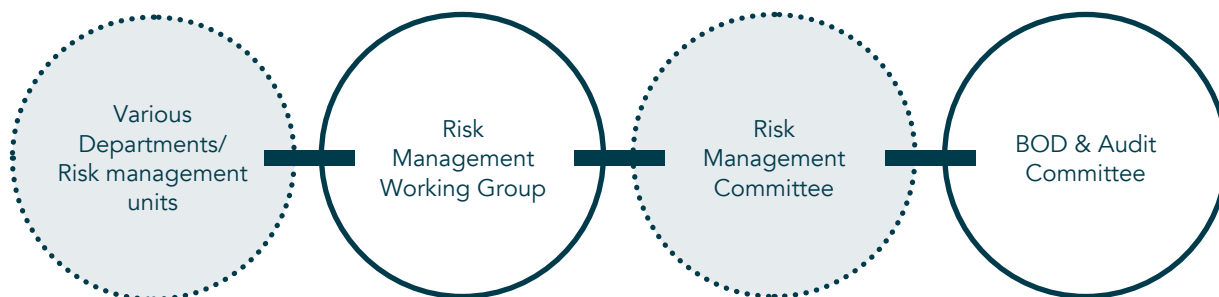 Various
Departments/
Risk management
units
Risk
Management
Working Group
Risk
Management
Committee
BOD & Audit
Committee